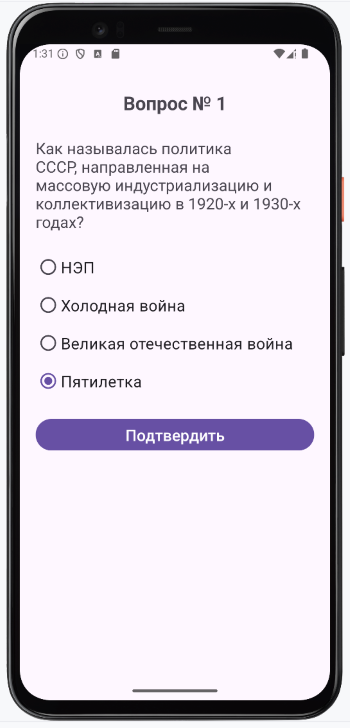 1:31
Вопрос № 1
Как называлась политика
СССР, направленная на
массовую индустриализацию и
коллективизацию в 1920-х и 1930-х
годах?
НЭП
Холодная война
Великая отечественная война
Пятилетка
Подтвердить